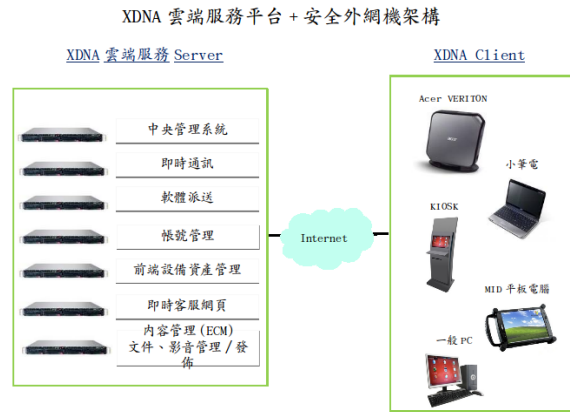 XDNA 雲端服務平台 + 安全外網機架構
XDNA 雲端服務 Server
XDNA Client
中央管理系統
即時通訊
軟體派送
帳號管理
前端設備資產管理
即時客服網頁
內容管理(ECM)
文件、影音管理/發
佈
Internet
Acer VERITON
小筆電
KIOSK
MID 平板電腦
一般 PC